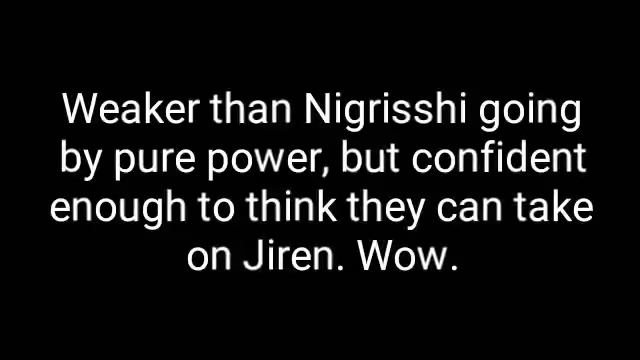 Weaker than Nigrisshi going
by pure power, but confident
enough to think they can take
on Jiren. Wow.